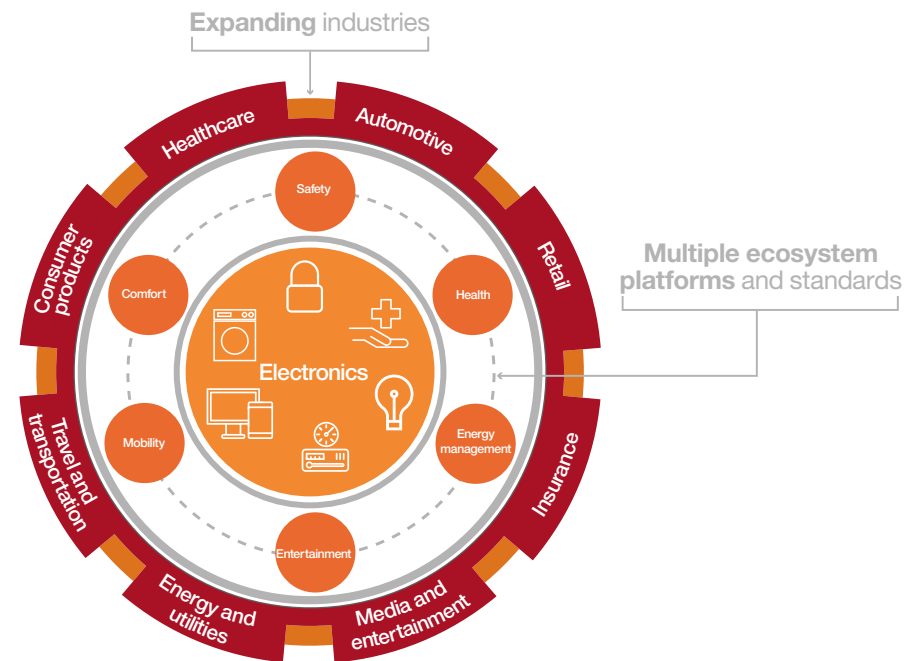 Expanding industries
Healthcare
Automotive
Safety
Consumer
products
Retail
Multiple ecosystem
platforms and standards
Comfort
Health
Electronics
Travel and
transportation
Mobility
Energy
management
Insurance
Entertainment
Energy and
utilities
Media and
entertainment